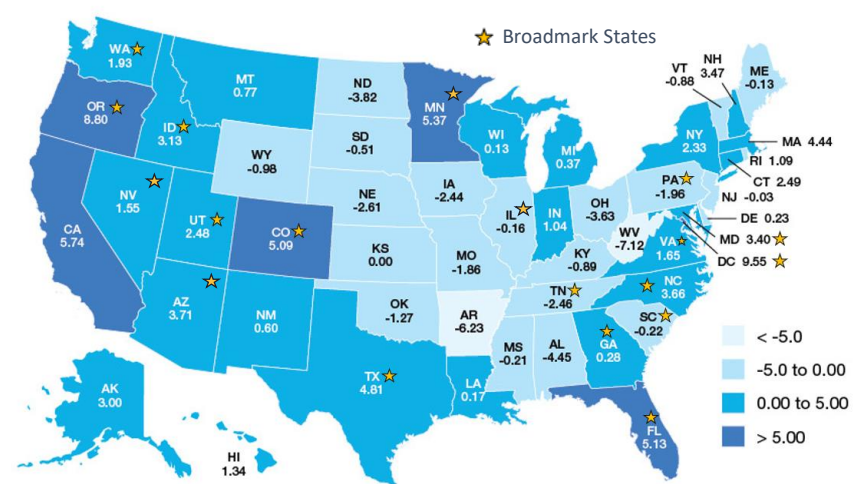 Broadmark States
WA
1.93
OR
8.80
ID
3.13
MT
0.77
ND
-3.82
MN
5.37
WI
0.13
MI
0.37
VT
-0.88
NH
3.47
ME
-0.13
NY
2.33
MA 4.44
RI 1.09
CT 2.49
NJ -0.03
DE 0.23
MD 3.40
DC 9.55
SD
-0.51
WY
-0.98
NV
1.55
UT
2.48
CO
5.09
NE
-2.61
IA
-2.44
IL
-0.16
IN
1.04
OH
-3.63
PA
-1.96
WV
-7.12
VA
1.65
CA
5.74
KS
0.00
MO
-1.86
KY
-0.89
NC
3.66
TN
-2.46
SC
-0.22
AZ
3.71
NM
0.60
OK
-1.27
AR
-6.23
MS
-0.21
AL
-4.45
GA
0.28
TX
4.81
LA
0.17
FL
5.13
AK
3.00
HI
1.34
< -5.0
-5.0 to 0.00
0.00 to 5.00
> 5.00